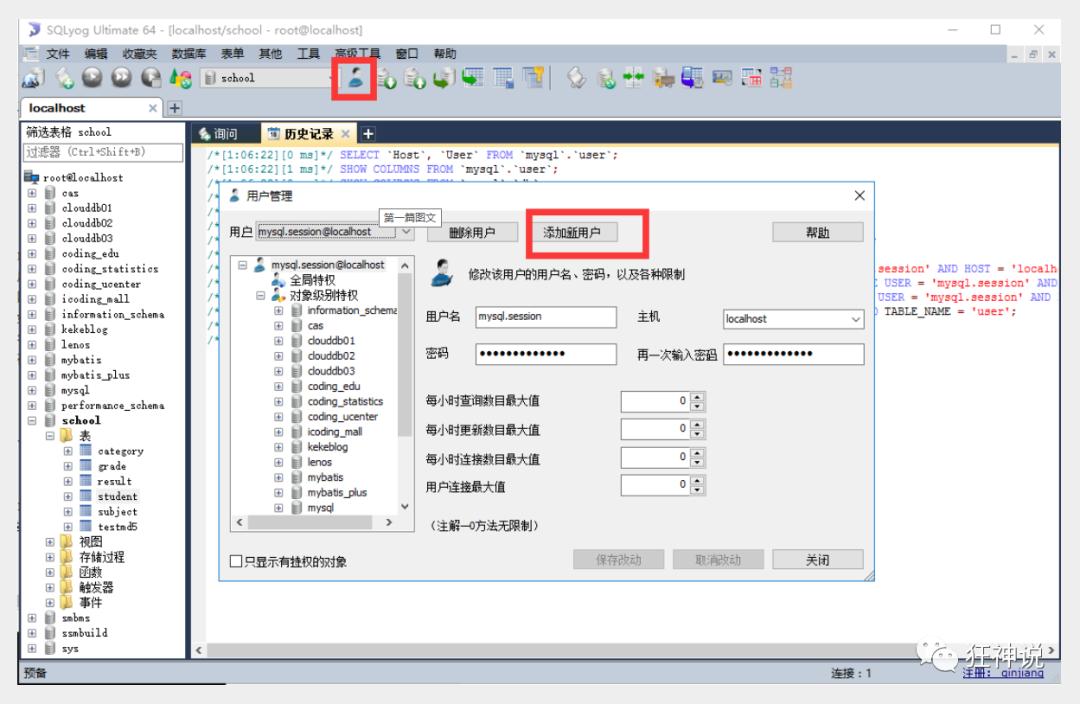 SQLyog Ultimate 64 - [localhost/school - root@localhost]
文件 编辑 收藏夹 数据库 表单 其他 工具 高级工具 窗口 帮助
school
localhost
筛选表格 school
过滤器 (Ctrl+Shift+B)
root@localhost
cas
clouddb01
clouddb02
clouddb03
coding_edu
coding_statistics
coding_ucenter
icoding_mall
information_schema
kekeblog
lenos
mybatis
mybatis_plus
mysql
performance_schema
school
表
category
grade
result
student
subject
testmd5
视图
存储过程
函数
触发器
事件
smbms
ssmbuild
sys
询问 历史记录
/*[1:06:22][0 ms]*/ SELECT `Host`, `User` FROM `mysql`.`user`;
/*[1:06:22][1 ms]*/ SHOW COLUMNS FROM `mysql`.`user`;
session' AND HOST = 'localh
USER = 'mysql.session' AND
USER = 'mysql.session' AND
TABLE_NAME = 'user';
用户管理
第一篇图文
用户 mysql.session@localhost 删除用户 添加新用户 帮助
mysql.session@localhost
全局特权
对象级别特权
information_schema
cas
clouddb01
clouddb02
clouddb03
coding_edu
coding_statistics
coding_ucenter
icoding_mall
kekeblog
lenos
mybatis
mybatis_plus
mysql
只显示有授权的对象
修改该用户的用户名、密码，以及各种限制
用户名 mysql.session 主机 localhost
密码 ••••••••••••• 再一次输入密码 •••••••••••••
每小时查询数目最大值 0
每小时更新数目最大值 0
每小时连接数目最大值 0
用户连接最大值 0
（注解—0方法无限制）
保存改动 取消改动 关闭
预备 连接：1 注册： qinjiang
狂神说